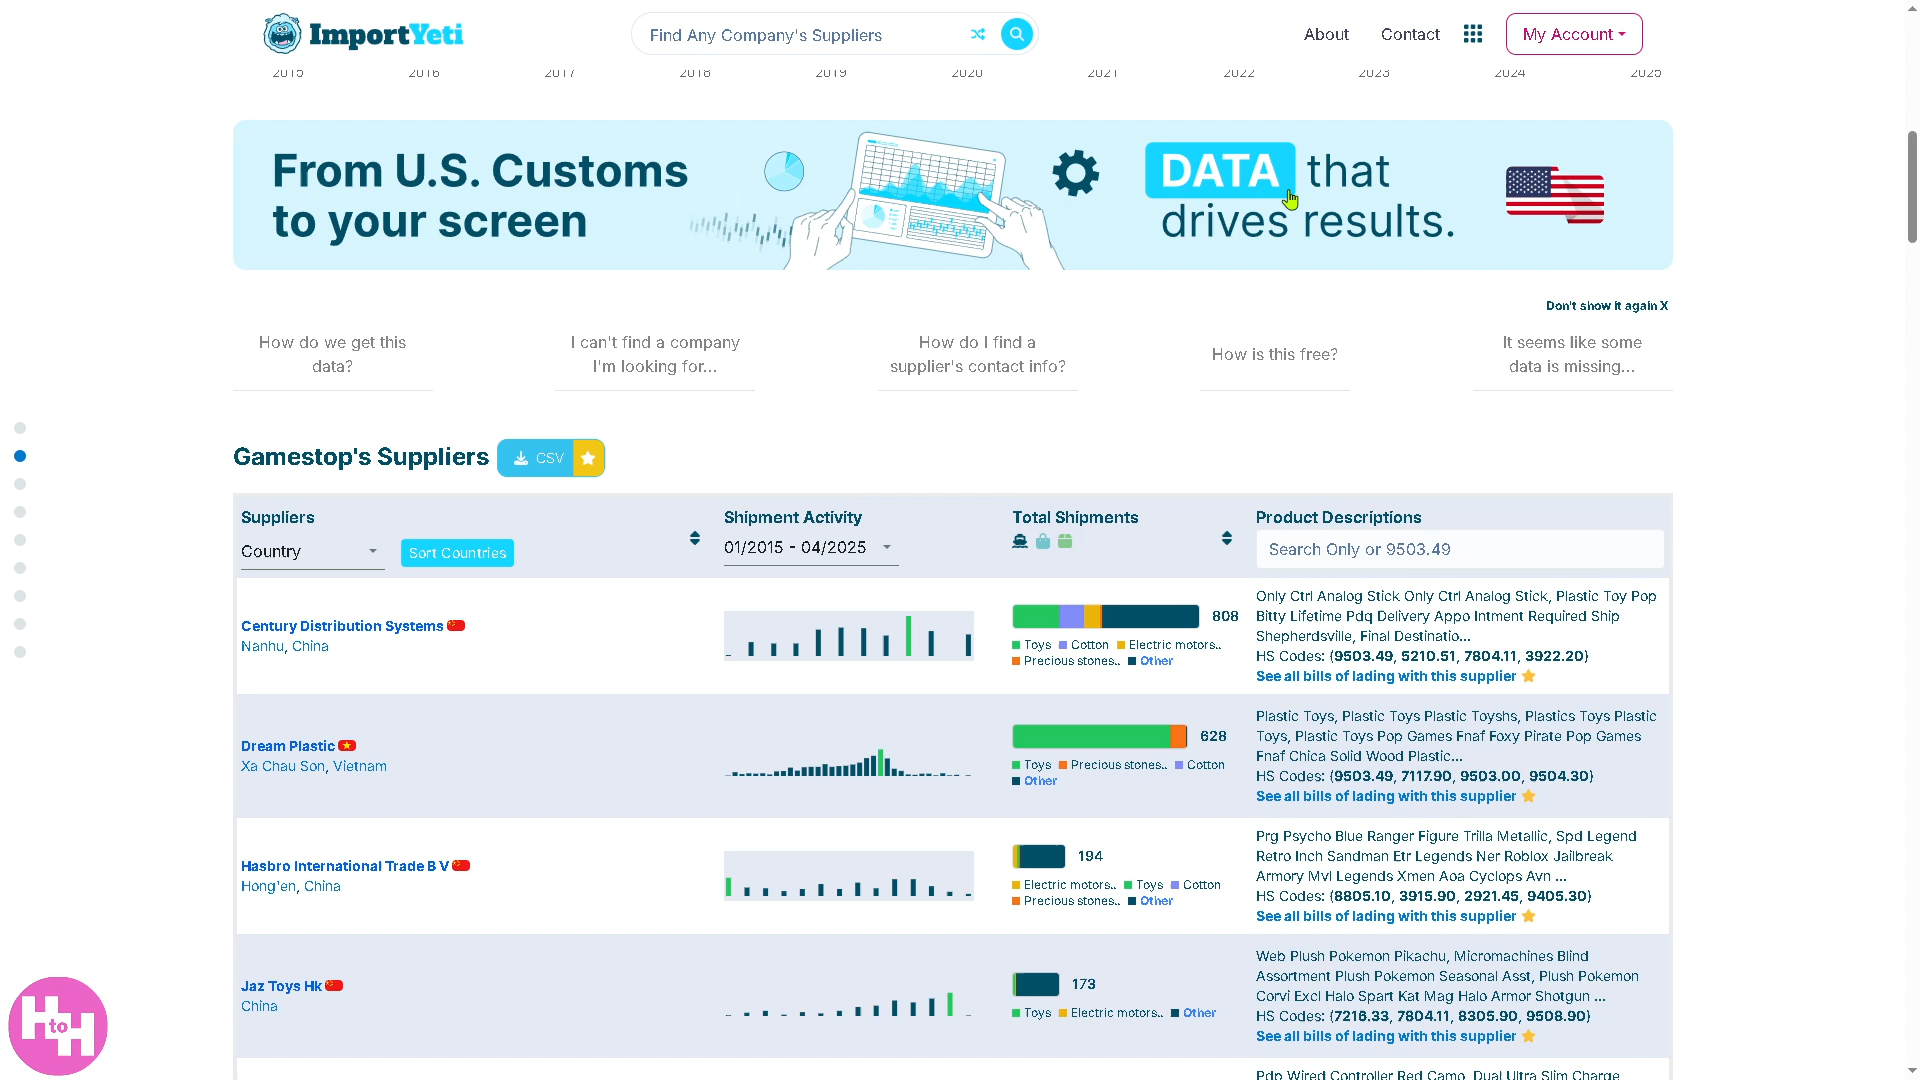 ImportYeti
Find Any Company's Suppliers
About
Contact
My Account
2015 2016 2017 2018 2019 2020 2021 2022 2023 2024 2025
From U.S. Customs
to your screen
DATA that
drives results.
Don't show it again X
How do we get this
data?
I can't find a company
I'm looking for...
How do I find a
supplier's contact info?
How is this free?
It seems like some
data is missing...
Gamestop's Suppliers
CSV
Suppliers
Shipment Activity
Total Shipments
Product Descriptions
Country
Sort Countries
01/2015 - 04/2025
Search Only or 9503.49
Century Distribution Systems
Nanhu, China
808
Toys Cotton Electric motors..
Precious stones.. Other
Only Ctrl Analog Stick Only Ctrl Analog Stick, Plastic Toy Pop
Bitty Lifetime Pdq Delivery Appo Intment Required Ship
Shepherdsville, Final Destinatio...
HS Codes: (9503.49, 5210.51, 7804.11, 3922.20)
See all bills of lading with this supplier
Dream Plastic
Xa Chau Son, Vietnam
628
Toys Precious stones.. Cotton
Other
Plastic Toys, Plastic Toys Plastic Toyshs, Plastics Toys Plastic
Toys, Plastic Toys Pop Games Fnaf Foxy Pirate Pop Games
Fnaf Chica Solid Wood Plastic...
HS Codes: (9503.49, 7117.90, 9503.00, 9504.30)
See all bills of lading with this supplier
Hasbro International Trade B V
Hong'en, China
194
Electric motors.. Toys Cotton
Precious stones.. Other
Prg Psycho Blue Ranger Figure Trilla Metallic, Spd Legend
Retro Inch Sandman Etr Legends Ner Roblox Jailbreak
Armory Mvl Legends Xmen Aoa Cyclops Avn ...
HS Codes: (8805.10, 3915.90, 2921.45, 9405.30)
See all bills of lading with this supplier
Jaz Toys Hk
China
173
Toys Electric motors.. Other
Web Plush Pokemon Pikachu, Micromachines Blind
Assortment Plush Pokemon Seasonal Asst, Plush Pokemon
Corvi Excl Halo Spart Kat Mag Halo Armor Shotgun ...
HS Codes: (7216.33, 7804.11, 8305.90, 9508.90)
See all bills of lading with this supplier
Pdp Wired Controller Red Camo, Dual Ultra Slim Charge
H to H